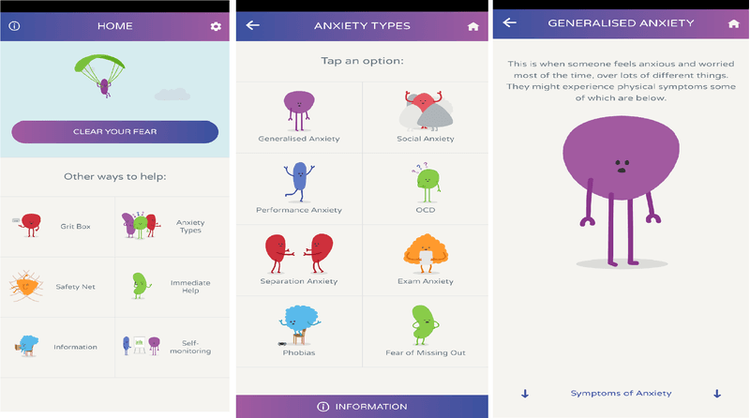 HOME
CLEAR YOUR FEAR
Other ways to help:
Grit Box
Anxiety
Types
Safety Net
Immediate
Help
Information
Self-
monitoring
ANXIETY TYPES
Tap an option:
Generalised Anxiety
Social Anxiety
Performance Anxiety
OCD
Separation Anxiety
Exam Anxiety
Phobias
Fear of Missing Out
INFORMATION
GENERALISED ANXIETY
This is when someone feels anxious and worried
most of the time, over lots of different things.
They might experience physical symptoms some
of which are below.
Symptoms of Anxiety